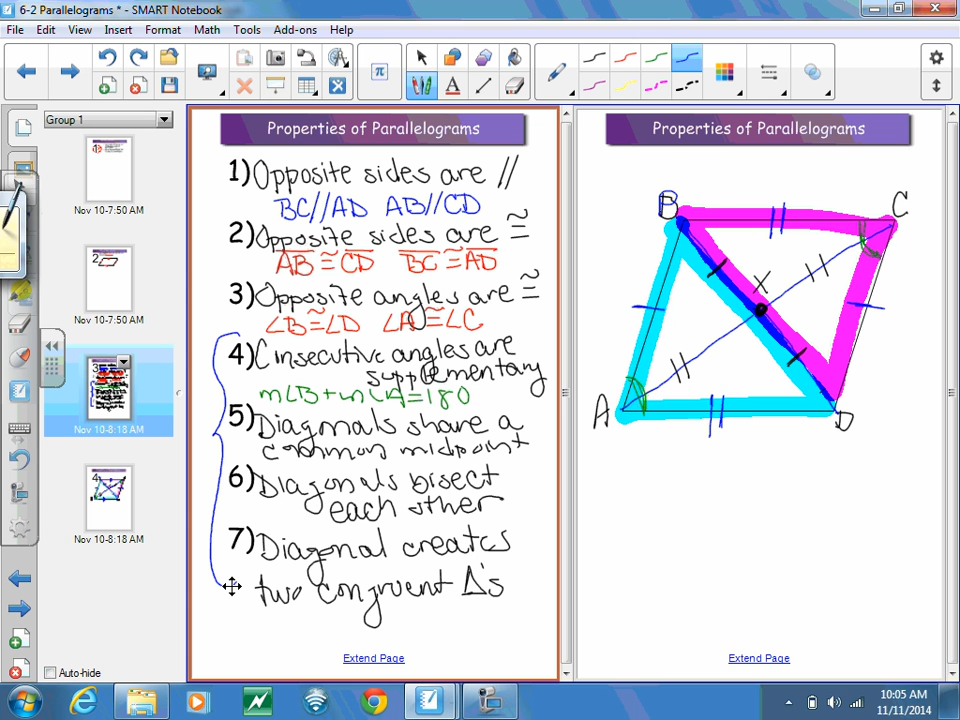 6-2 Parallelograms * - SMART Notebook
File Edit View Insert Format Math Tools Add-ons Help
Group 1
Nov 10-7:50 AM
2
Nov 10-7:50 AM
3
Nov 10-8:18 AM
4
Nov 10-8:18 AM
Auto-hide
Properties of Parallelograms
1) Opposite sides are //
BC//AD AB//CD
2) Opposite sides are ≅
AB ≅ CD BC ≅ AD
3) Opposite angles are ≅
∠B ≅ ∠D ∠A ≅ ∠C
4) Cinsecutive angles are
supplementary
m∠B + m∠A = 180
5) Diagonals share a
common midpoint
6) Diagonals bisect
each other
7) Diagonal creates
two congruent Δ's
Extend Page
Properties of Parallelograms
B C
X
A D
Extend Page
10:05 AM
11/11/2014